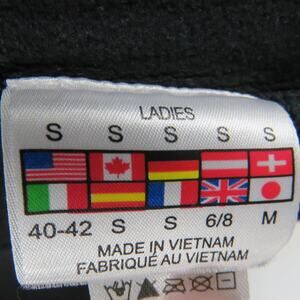 LADIES
S S S S S
40-42 S S 6/8 M
MADE IN VIETNAM
FABRIQUÉ AU VIETNAM